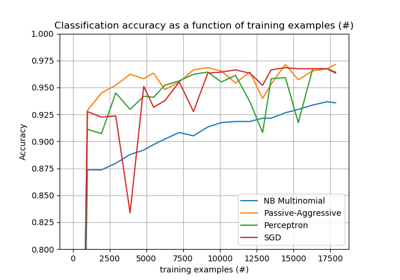 Classification accuracy as a function of training examples (#)
1.000
0.975
0.950
0.925
0.900
0.875
0.850
0.825
0.800
Accuracy
NB Multinomial
Passive-Aggressive
Perceptron
SGD
0 2500 5000 7500 10000 12500 15000 17500
training examples (#)